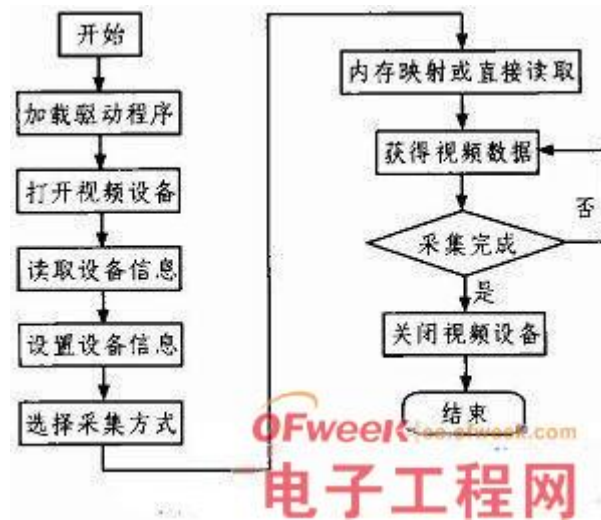 开始
加载驱动程序
打开视频设备
读取设备信息
设置设备信息
选择采集方式
内存映射或直接读取
获得视频数据
采集完成
否
是
关闭视频设备
结束
OFweek
ee.ofweek.com
电子工程网